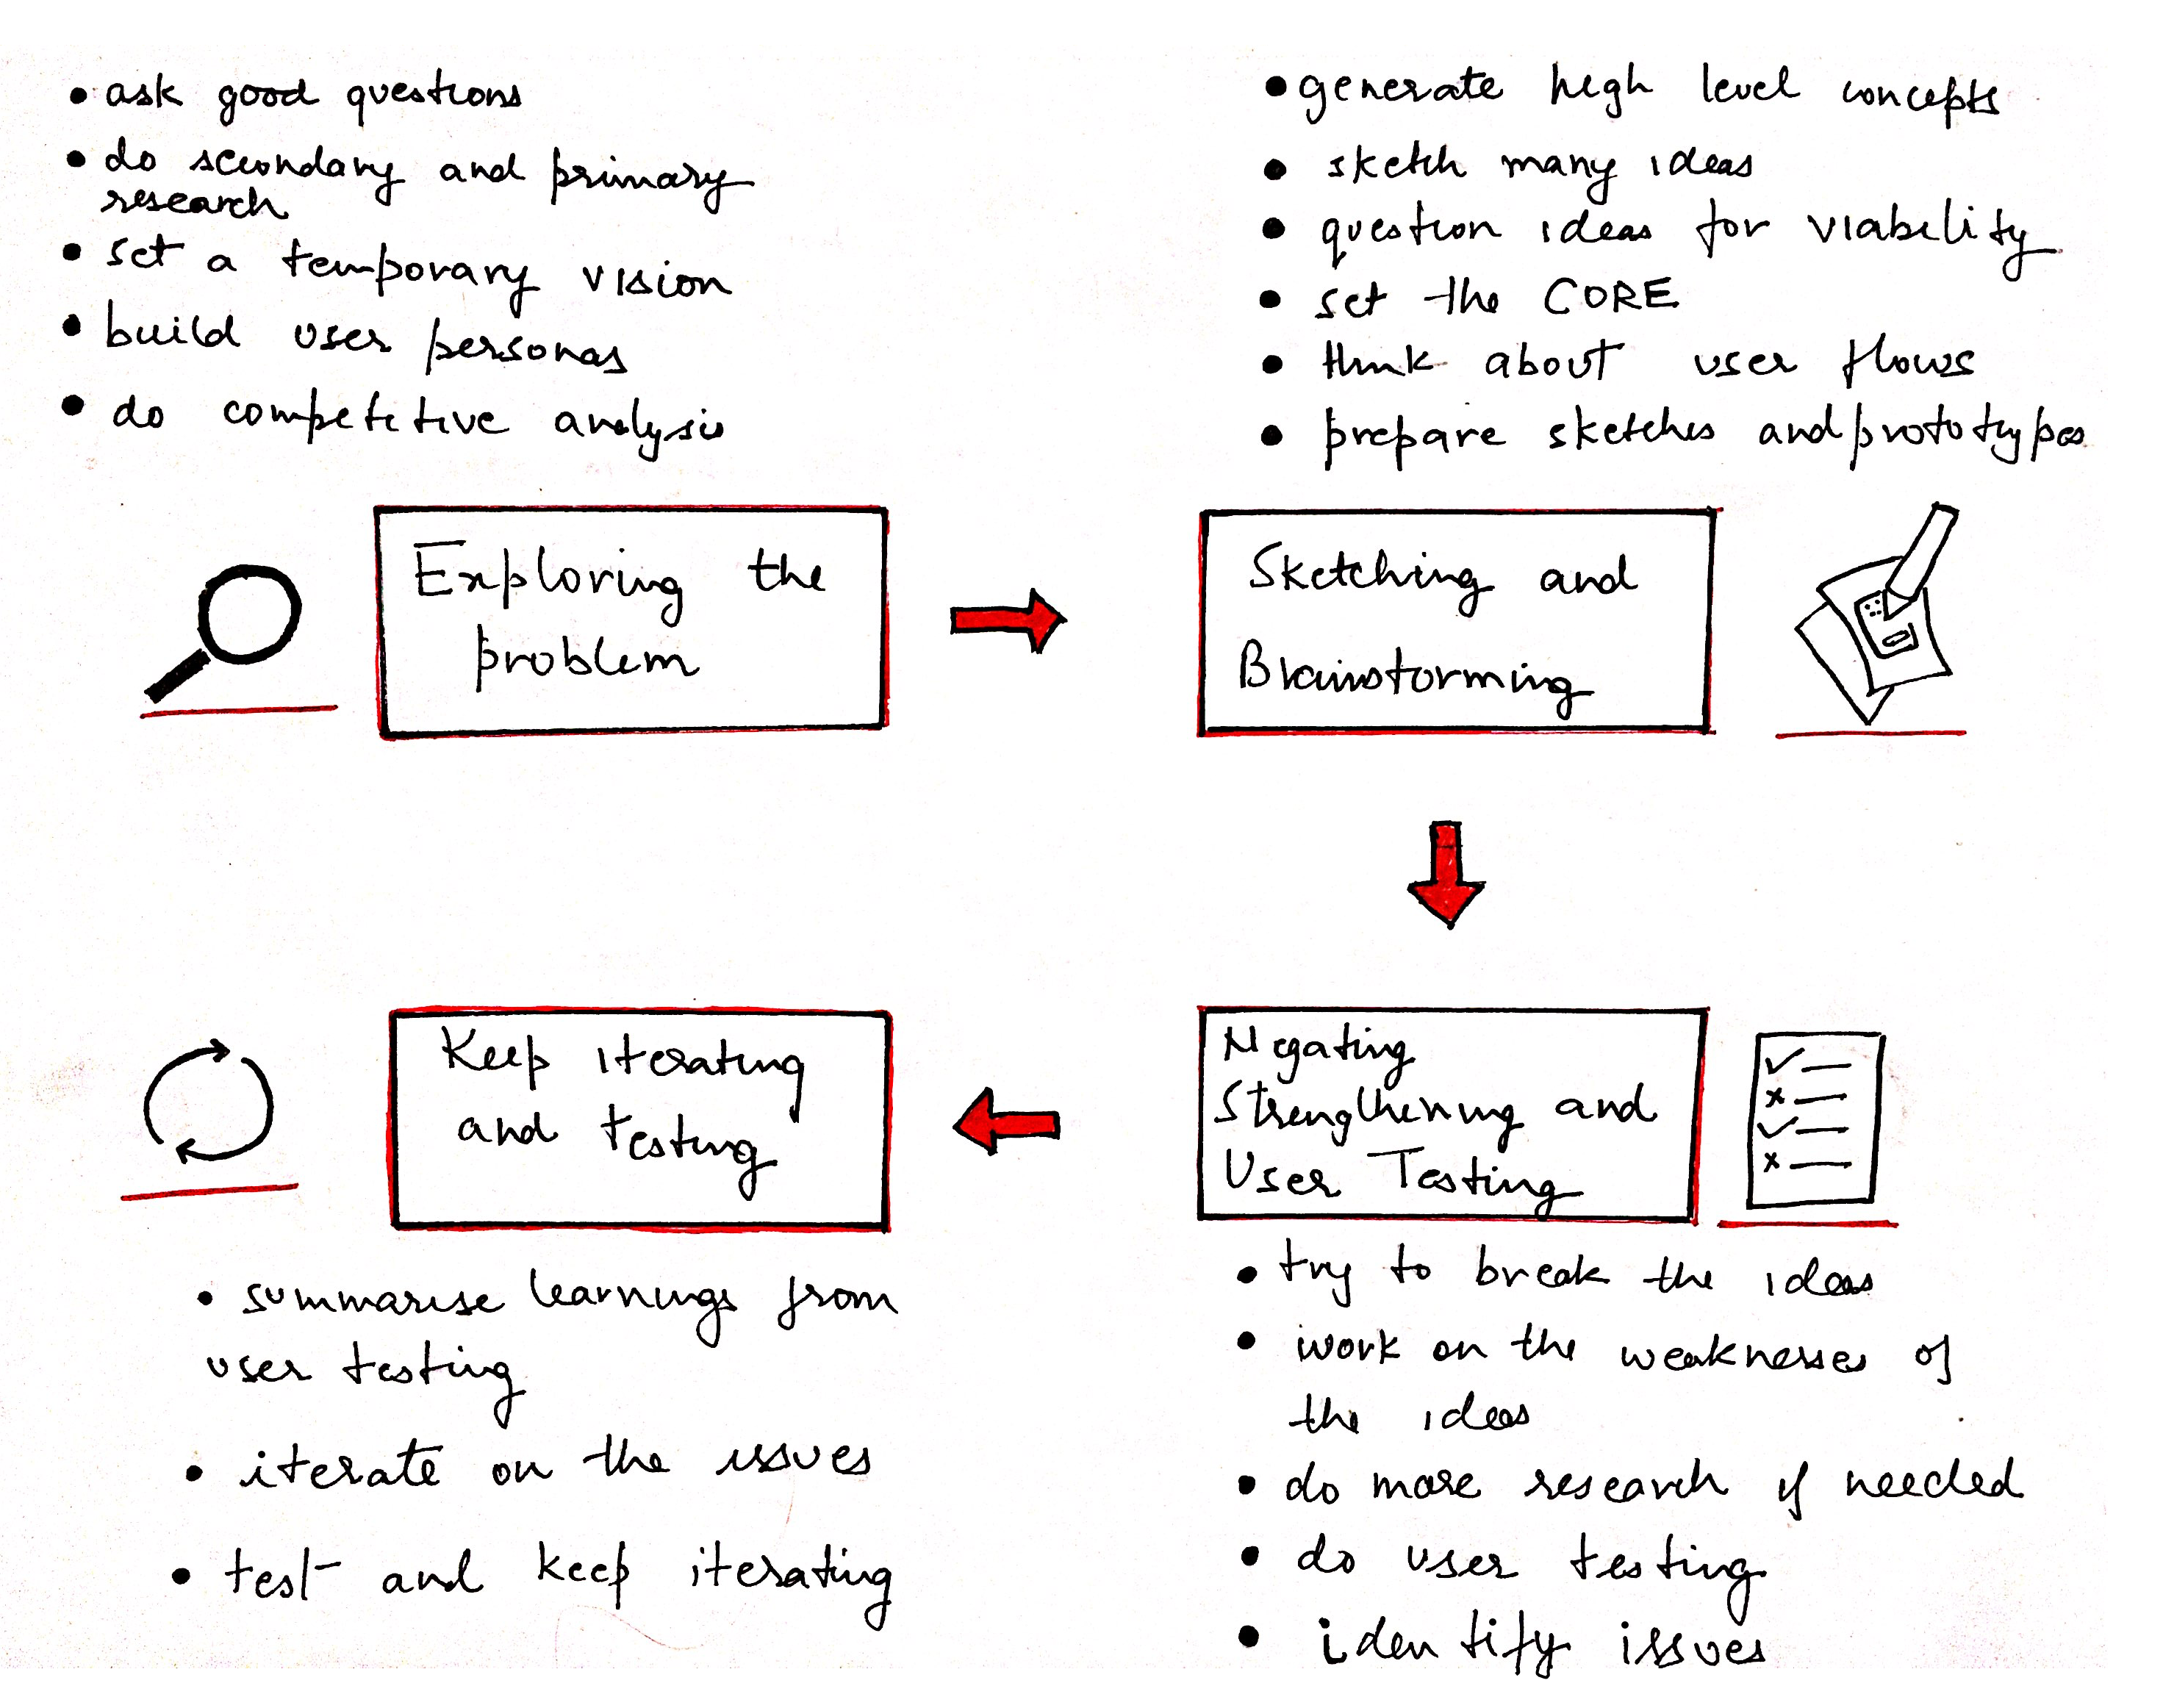 • ask good questions
• do secondary and primary
research
• set a temporary vision
• build user personas
• do competitive analysis
Exploring the
problem
• generate high level concepts
• sketch many ideas
• question ideas for viability
• set the CORE
• think about user flows
• prepare sketches and prototypes
Sketching and
Brainstorming
Negating
Strengthening and
User Testing
• try to break the ideas
• work on the weaknesses of
the ideas
• do more research if needed
• do user testing
• identify issues
Keep iterating
and testing
• summarise learnings from
user testing
• iterate on the issues
• test and keep iterating